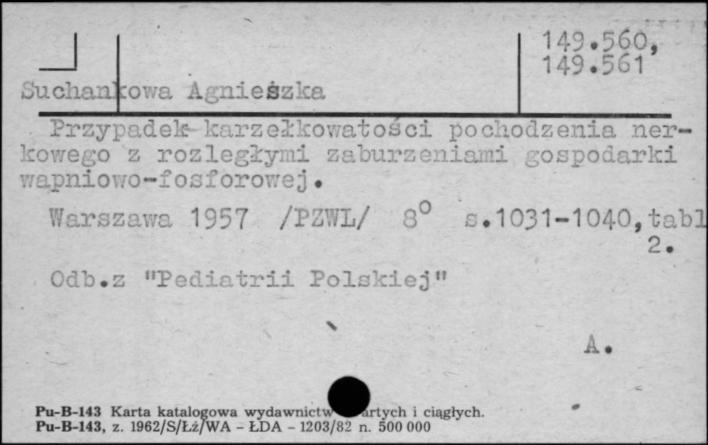 149.560,
149.561
Suchankowa Agnieszka
Przypadek karzełkowatości pochodzenia ner-
kowego z rozległymi zaburzeniami gospodarki
wapniowo-fosforowej.
Warszawa 1957 /PZWL/ 8° s.1031-1040, tabl
2.
Odb.z "Pediatrii Polskiej"
A.
Pu-B-143 Karta katalogowa wydawnictw artych i ciągłych.
Pu-B-143, z. 1962/S/Łż/WA - ŁDA - 1203/82 n. 500 000